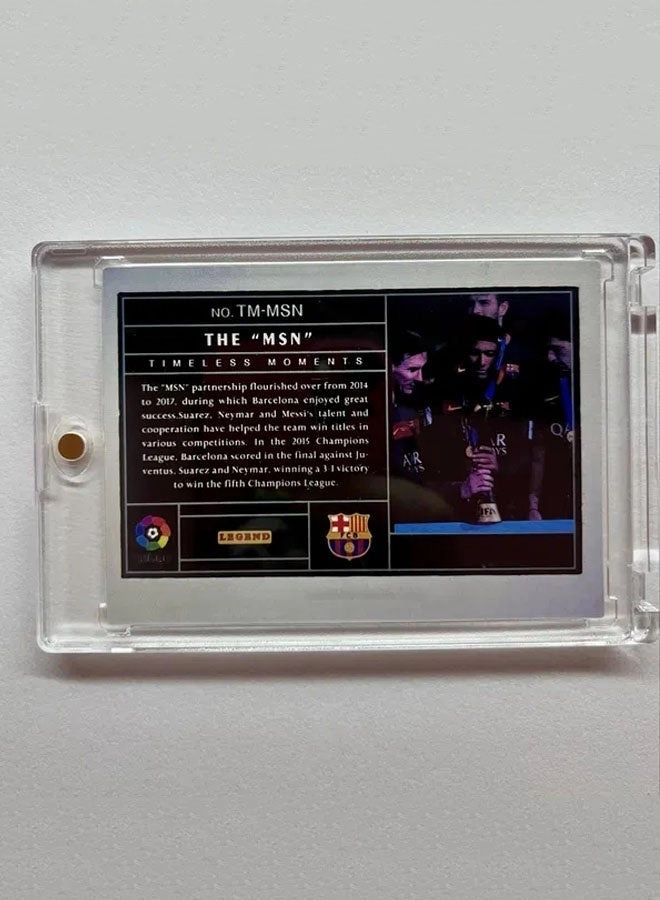 NO. TM-MSN
THE "MSN"
TIMELESS MOMENTS
The "MSN" partnership flourished over from 2014
to 2017, during which Barcelona enjoyed great
success.Suarez, Neymar and Messi's talent and
cooperation have helped the team win titles in
various competitions. In the 2015 Champions
League, Barcelona scored in the final against Ju-
ventus. Suarez and Neymar, winning a 3-1 victory
to win the fifth Champions League.
LEGEND
FCB
FIFA